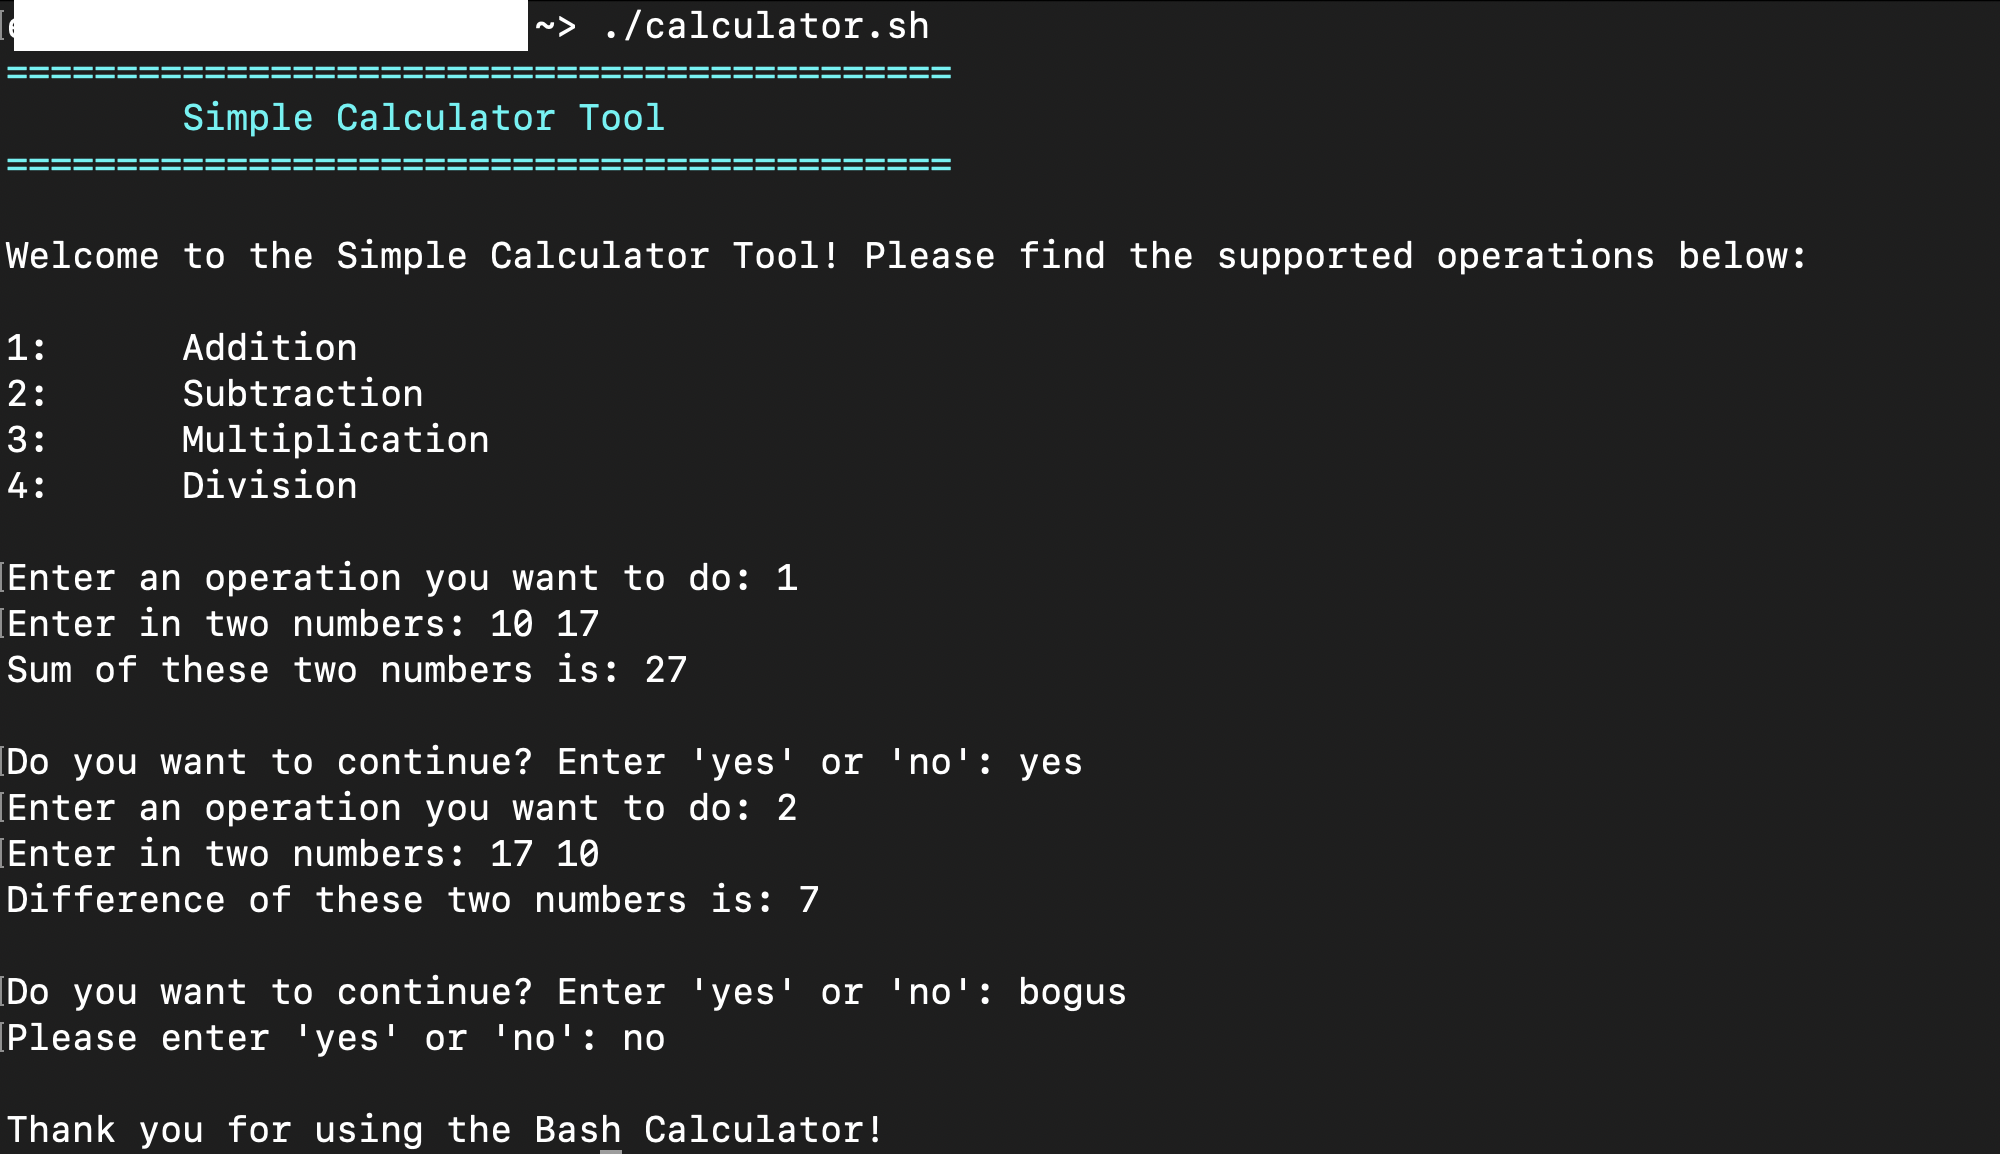 ~> ./calculator.sh
===========================================
Simple Calculator Tool
===========================================
Welcome to the Simple Calculator Tool! Please find the supported operations below:
1: Addition
2: Subtraction
3: Multiplication
4: Division
Enter an operation you want to do: 1
Enter in two numbers: 10 17
Sum of these two numbers is: 27
Do you want to continue? Enter 'yes' or 'no': yes
Enter an operation you want to do: 2
Enter in two numbers: 17 10
Difference of these two numbers is: 7
Do you want to continue? Enter 'yes' or 'no': bogus
Please enter 'yes' or 'no': no
Thank you for using the Bash Calculator!